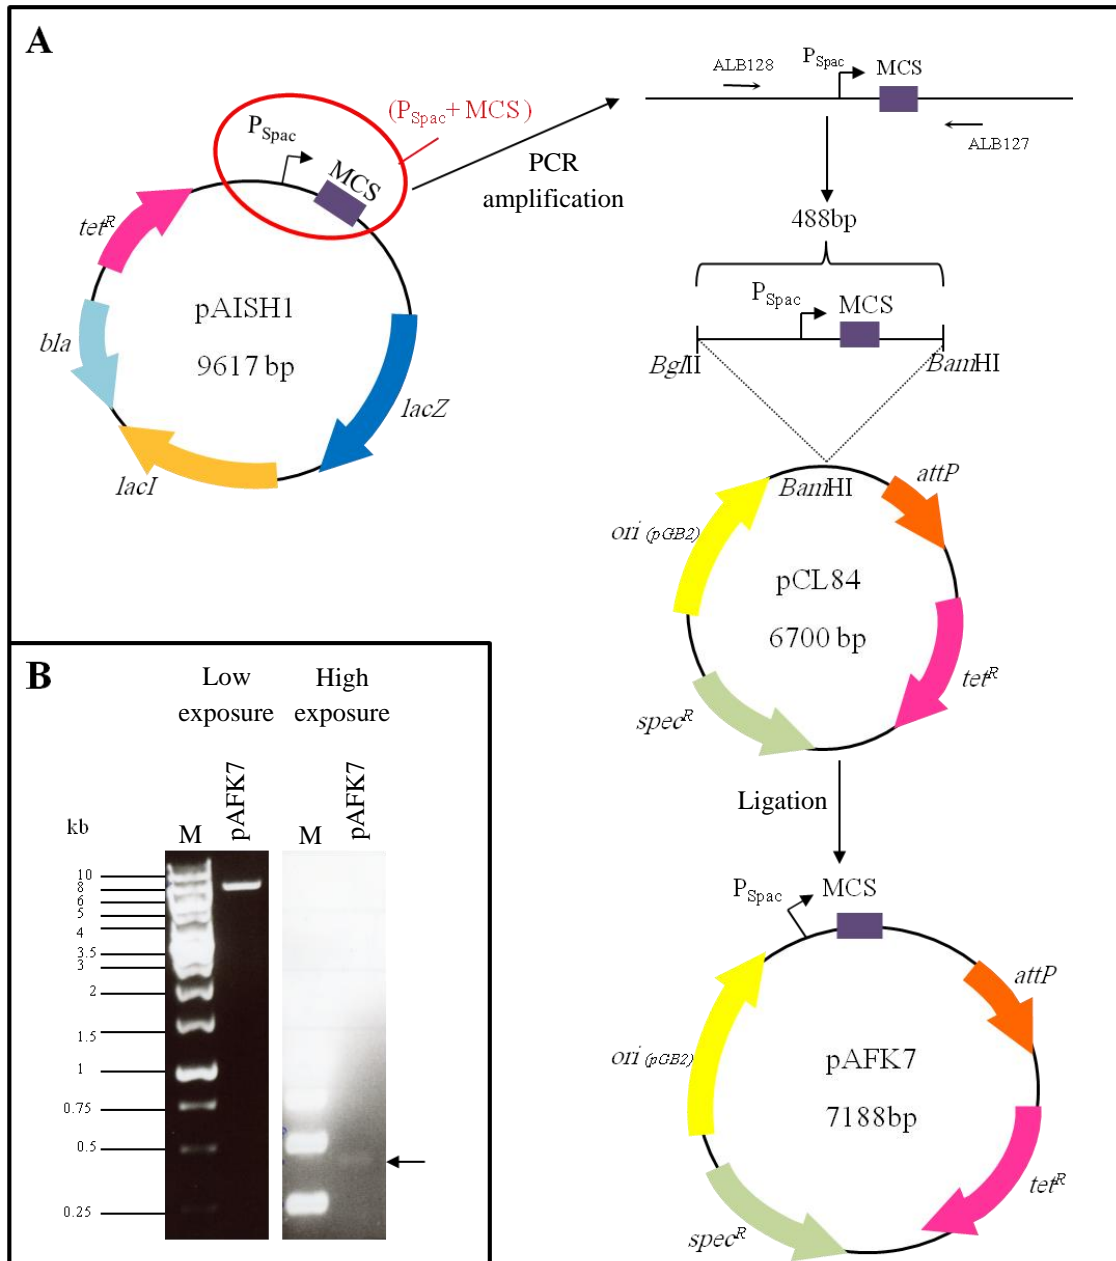 A
(PSpac + MCS)
PSpac
MCS
tetR
bla
lacI
lacZ
pAISH1
9617 bp
PCR
amplification
ALB128
PSpac
MCS
ALB127
488bp
PSpac
MCS
BglII
BamHI
BamHI
attP
ori (pGB2)
pCL84
6700 bp
tetR
specR
Ligation
PSpac
MCS
attP
ori (pGB2)
pAFK7
7188bp
tetR
specR
B
Low
exposure
High
exposure
kb
M
pAFK7
M
pAFK7
10
8
6
5
4
3.5
3
2
1.5
1
0.75
0.5
0.25